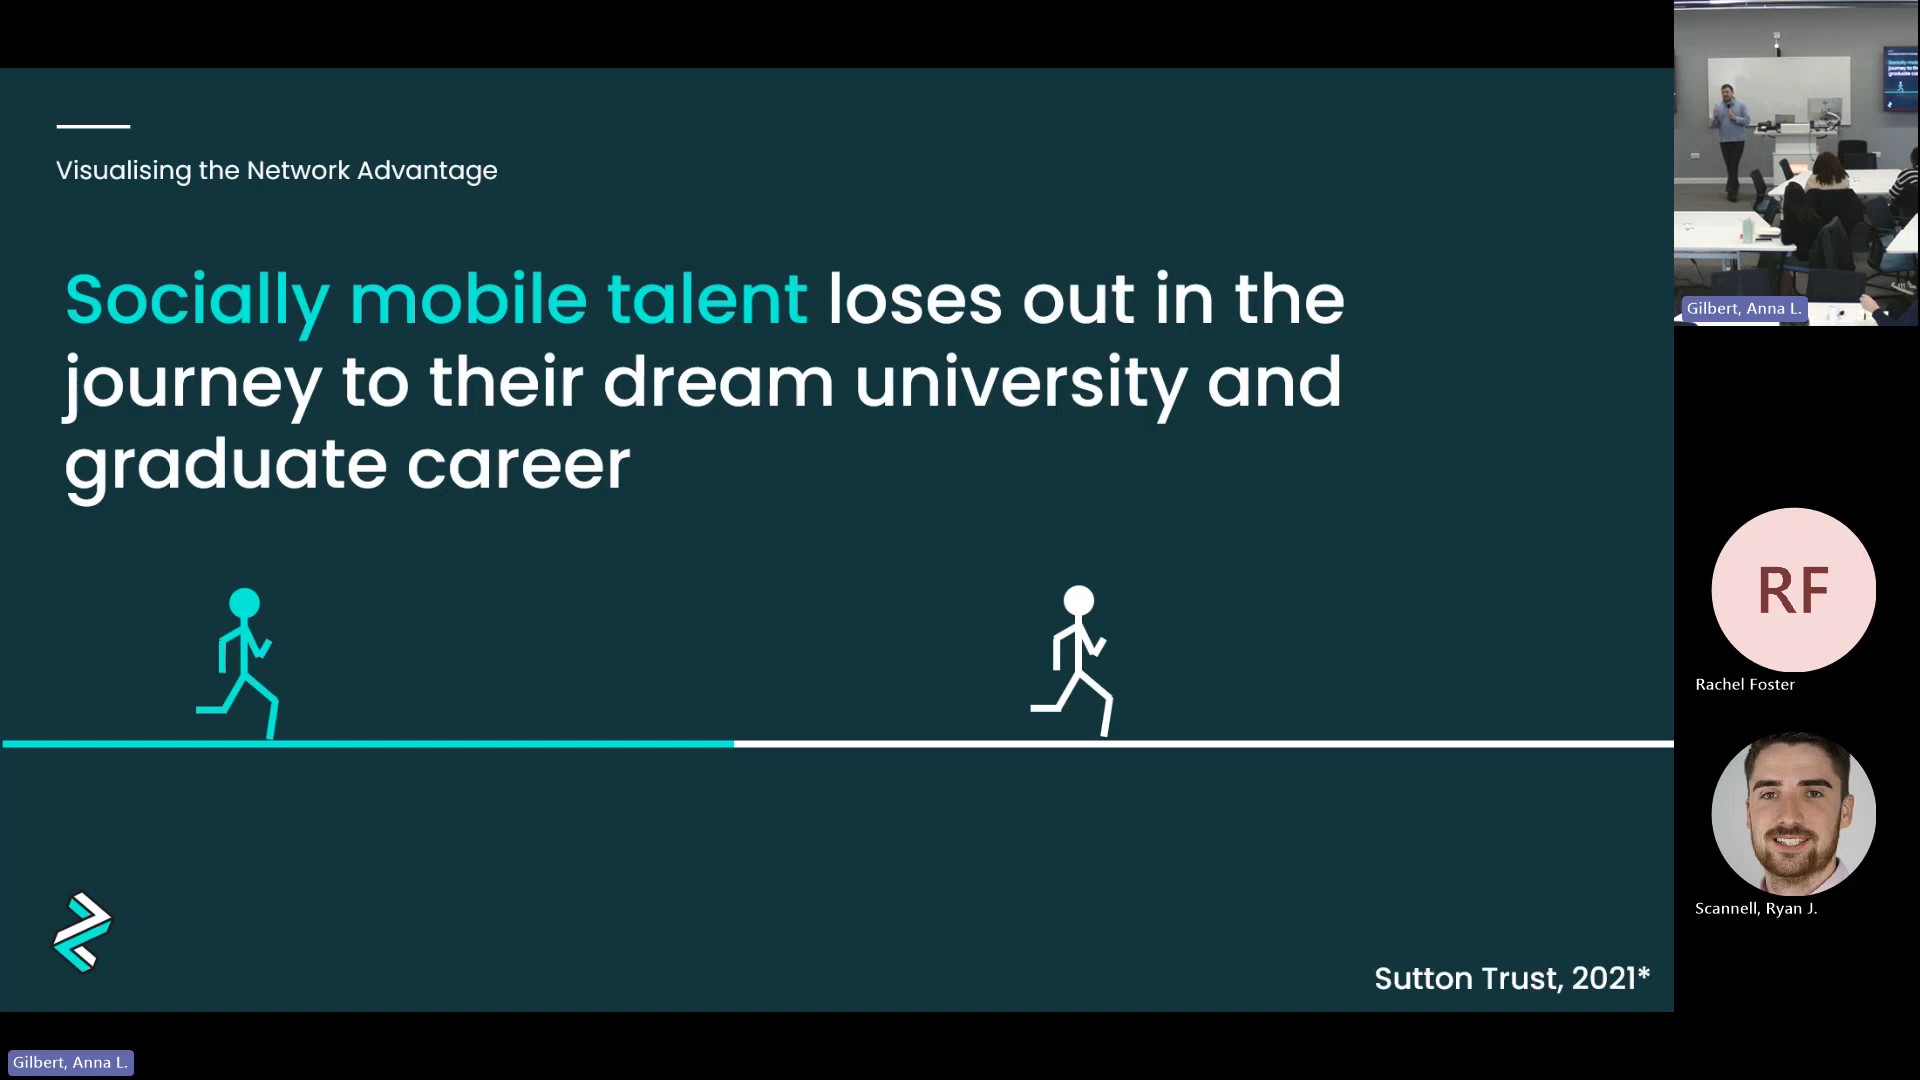 Visualising the Network Advantage
Socially mobile talent loses out in the
journey to their dream university and
graduate career
Sutton Trust, 2021*
Gilbert, Anna L.
RF
Rachel Foster
Scannell, Ryan J.
Gilbert, Anna L.